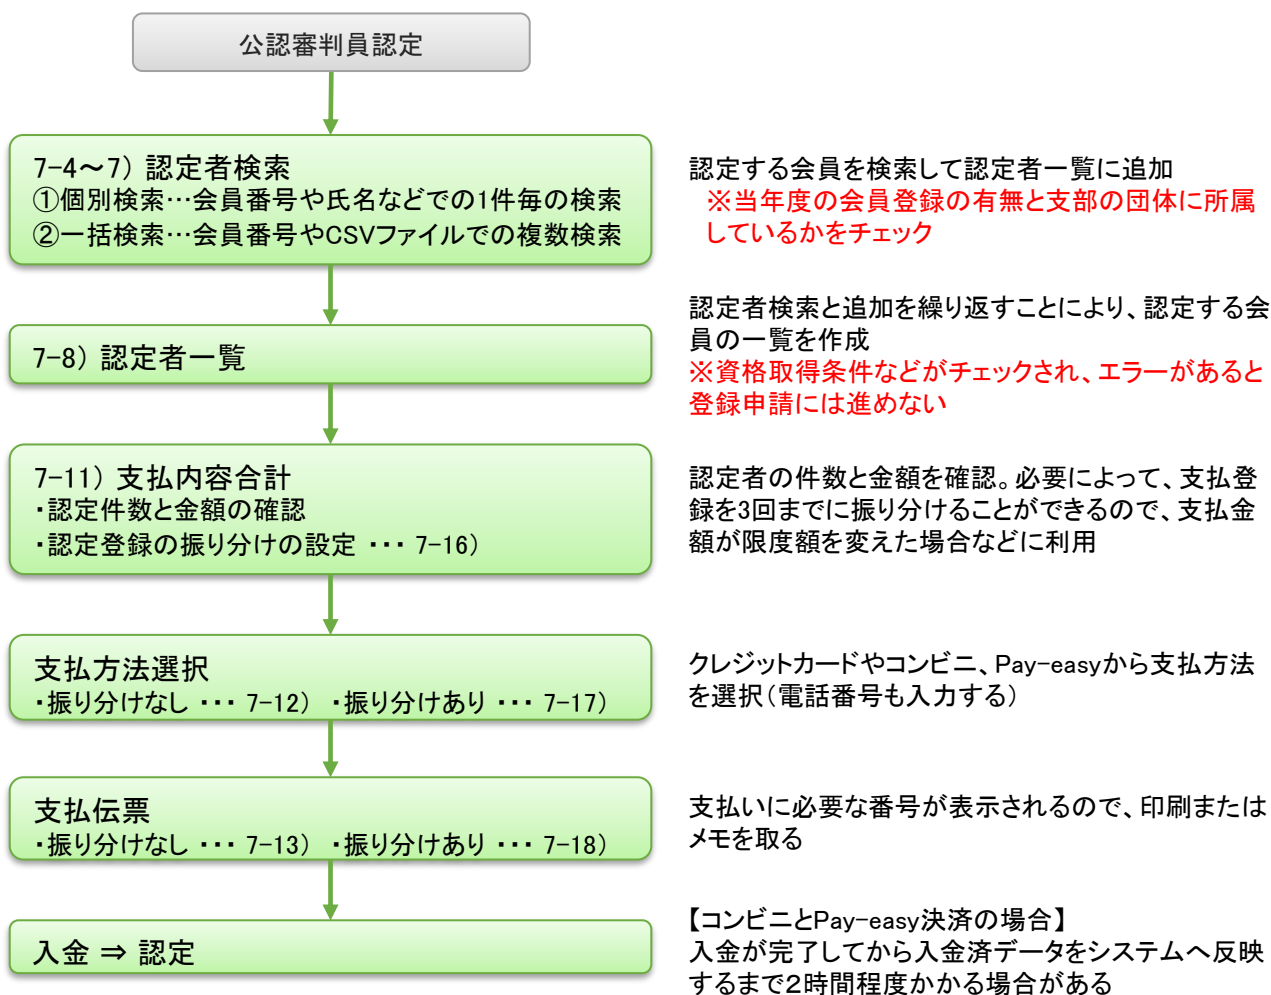 公認審判員認定
7-4～7） 認定者検索
①個別検索…会員番号や氏名などでの1件毎の検索
②一括検索…会員番号やCSVファイルでの複数検索
認定する会員を検索して認定者一覧に追加
※当年度の会員登録の有無と支部の団体に所属
しているかをチェック
7-8） 認定者一覧
認定者検索と追加を繰り返すことにより、認定する会
員の一覧を作成
※資格取得条件などがチェックされ、エラーがあると
登録申請には進めない
7-11） 支払内容合計
・認定件数と金額の確認
・認定登録の振り分けの設定 ・・・ 7-16）
認定者の件数と金額を確認。必要によって、支払登
録を3回までに振り分けることができるので、支払金
額が限度額を変えた場合などに利用
支払方法選択
・振り分けなし ・・・ 7-12） ・振り分けあり ・・・ 7-17）
クレジットカードやコンビニ、Pay-easyから支払方法
を選択（電話番号も入力する）
支払伝票
・振り分けなし ・・・ 7-13） ・振り分けあり ・・・ 7-18）
支払いに必要な番号が表示されるので、印刷または
メモを取る
入金 ⇒ 認定
【コンビニとPay-easy決済の場合】
入金が完了してから入金済データをシステムへ反映
するまで２時間程度かかる場合がある